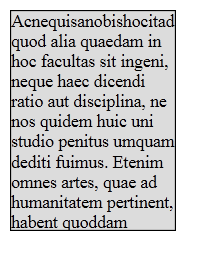 Acnequisanobishocitad
quod alia quaedam in
hoc facultas sit ingeni,
neque haec dicendi
ratio aut disciplina, ne
nos quidem huic uni
studio penitus umquam
dediti fuimus. Etenim
omnes artes, quae ad
humanitatem pertinent,
habent quoddam